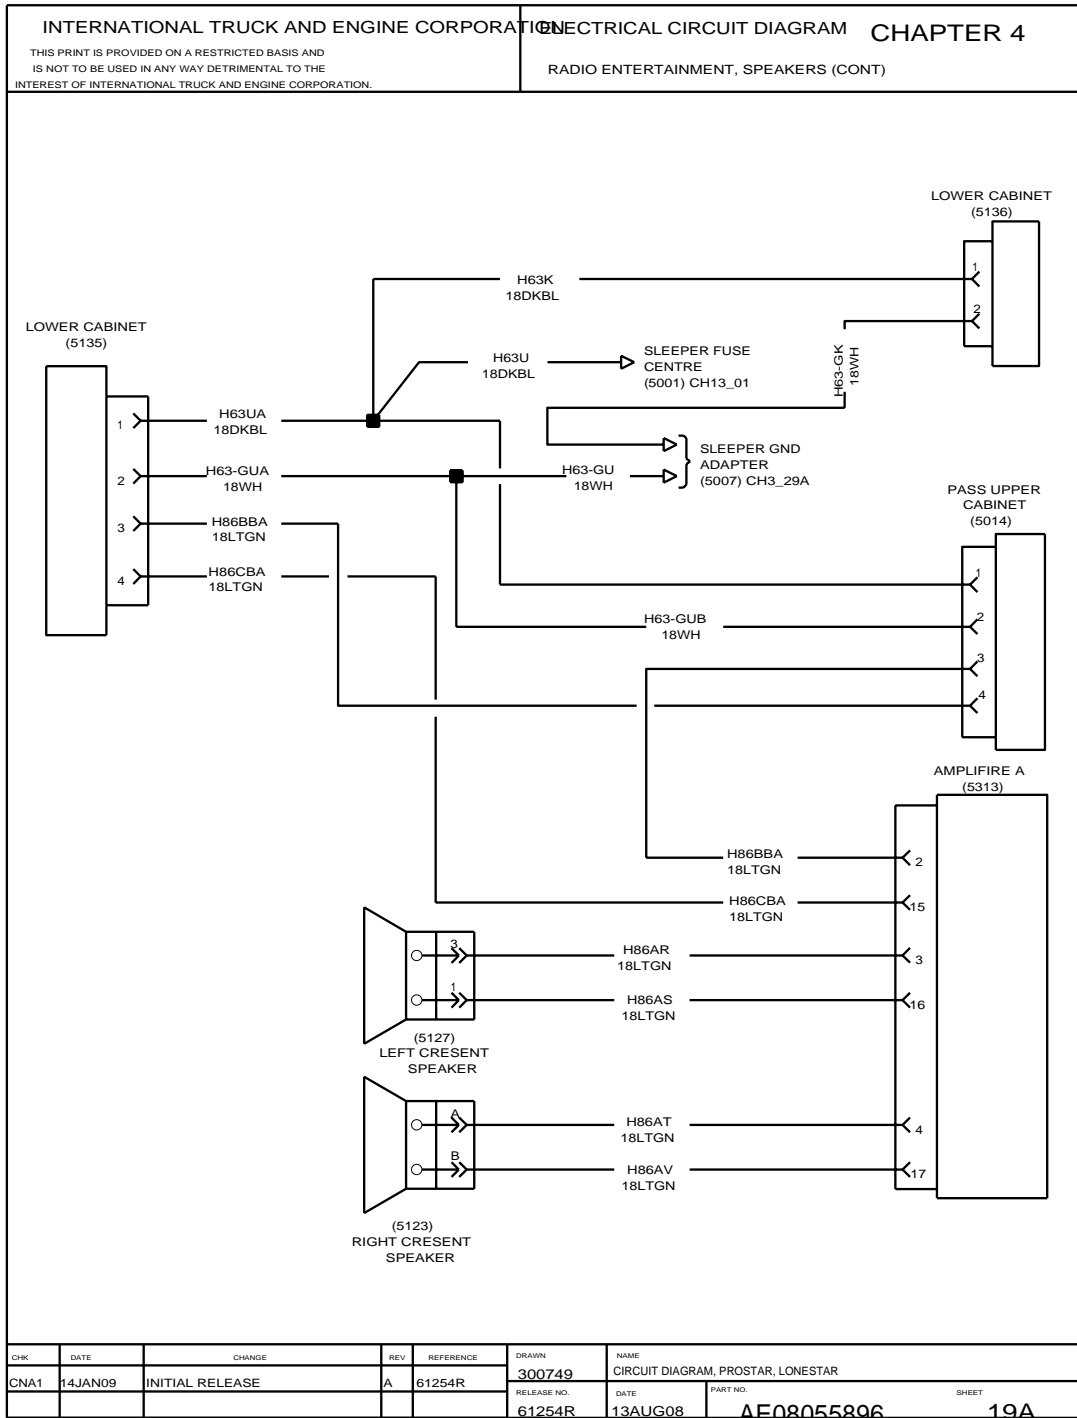 INTERNATIONAL TRUCK AND ENGINE CORPORATION
THIS PRINT IS PROVIDED ON A RESTRICTED BASIS AND
IS NOT TO BE USED IN ANY WAY DETRIMENTAL TO THE
INTEREST OF INTERNATIONAL TRUCK AND ENGINE CORPORATION.
ELECTRICAL CIRCUIT DIAGRAM
CHAPTER 4
RADIO ENTERTAINMENT, SPEAKERS (CONT)
LOWER CABINET
(5136)
1
2
H63K
18DKBL
LOWER CABINET
(5135)
H63U
18DKBL
SLEEPER FUSE
CENTRE
(5001) CH13_01
H63-GK
18WH
1
H63UA
18DKBL
2
H63-GUA
18WH
H63-GU
18WH
SLEEPER GND
ADAPTER
(5007) CH3_29A
3
H86BBA
18LTGN
4
H86CBA
18LTGN
PASS UPPER
CABINET
(5014)
1
H63-GUB
18WH
2
3
4
AMPLIFIRE A
(5313)
H86BBA
18LTGN
2
H86CBA
18LTGN
15
3
H86AR
18LTGN
3
1
H86AS
18LTGN
16
(5127)
LEFT CRESENT
SPEAKER
A
H86AT
18LTGN
4
B
H86AV
18LTGN
17
(5123)
RIGHT CRESENT
SPEAKER
CHK DATE CHANGE REV REFERENCE
CNA1 14JAN09 INITIAL RELEASE A 61254R
DRAWN
300749
NAME
CIRCUIT DIAGRAM, PROSTAR, LONESTAR
RELEASE NO.
61254R
DATE
13AUG08
PART NO.
AE08055896
SHEET
19A